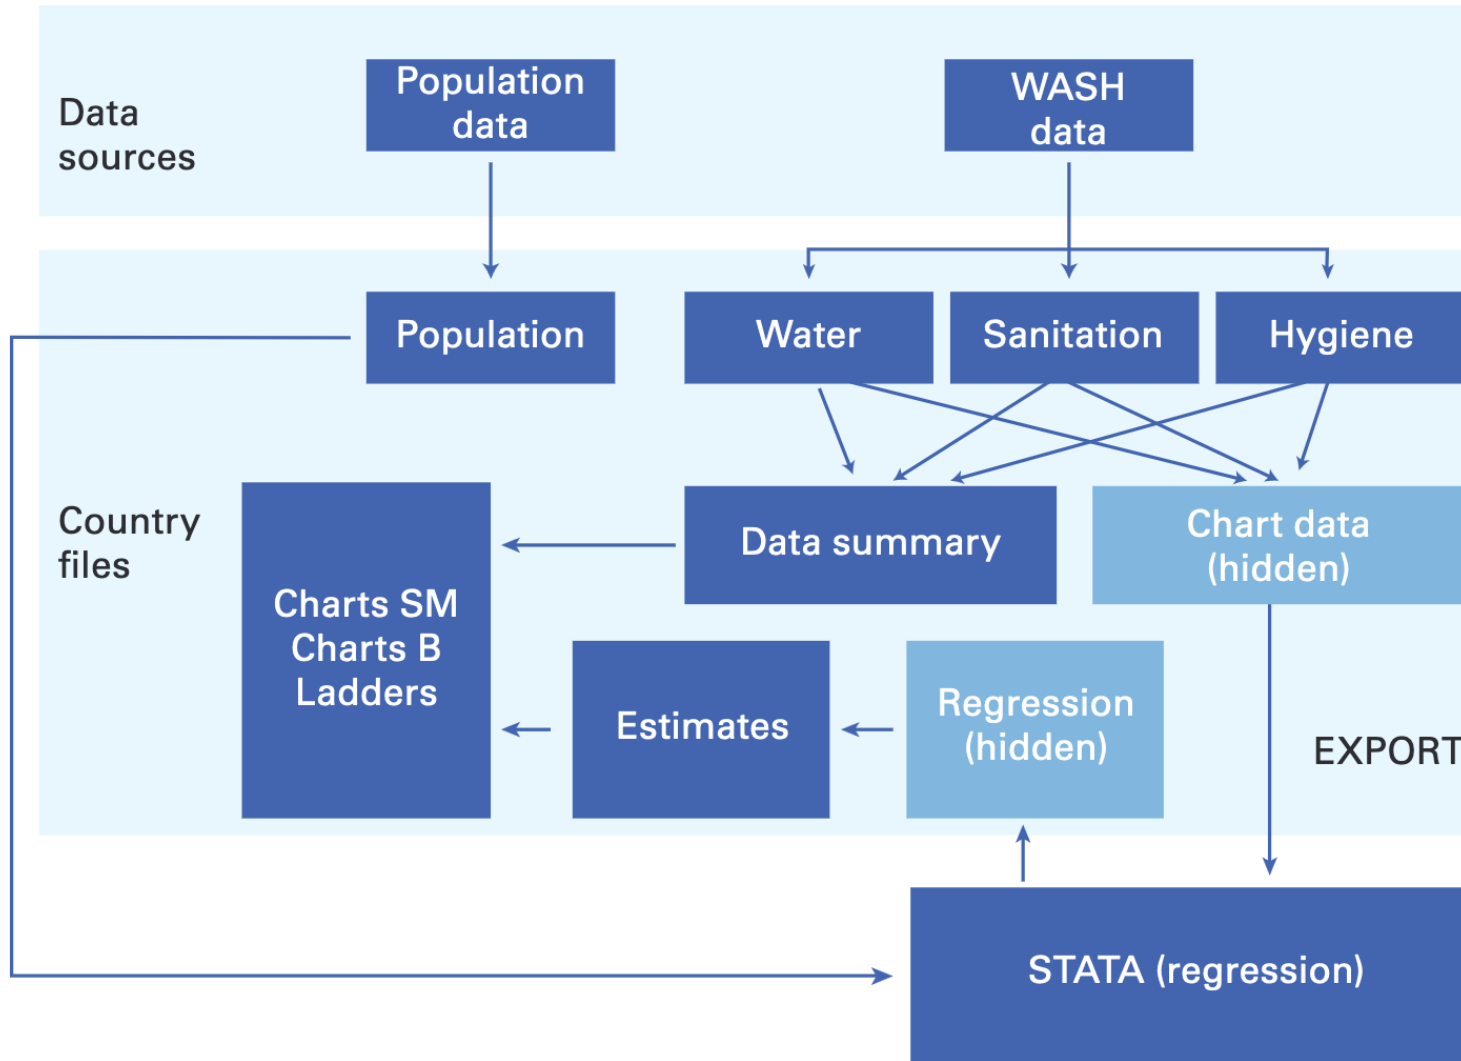 Data
sources
Population
data
WASH
data
Population
Water
Sanitation
Hygiene
Country
files
Charts SM
Charts B
Ladders
Data summary
Chart data
(hidden)
Estimates
Regression
(hidden)
EXPORT
STATA (regression)